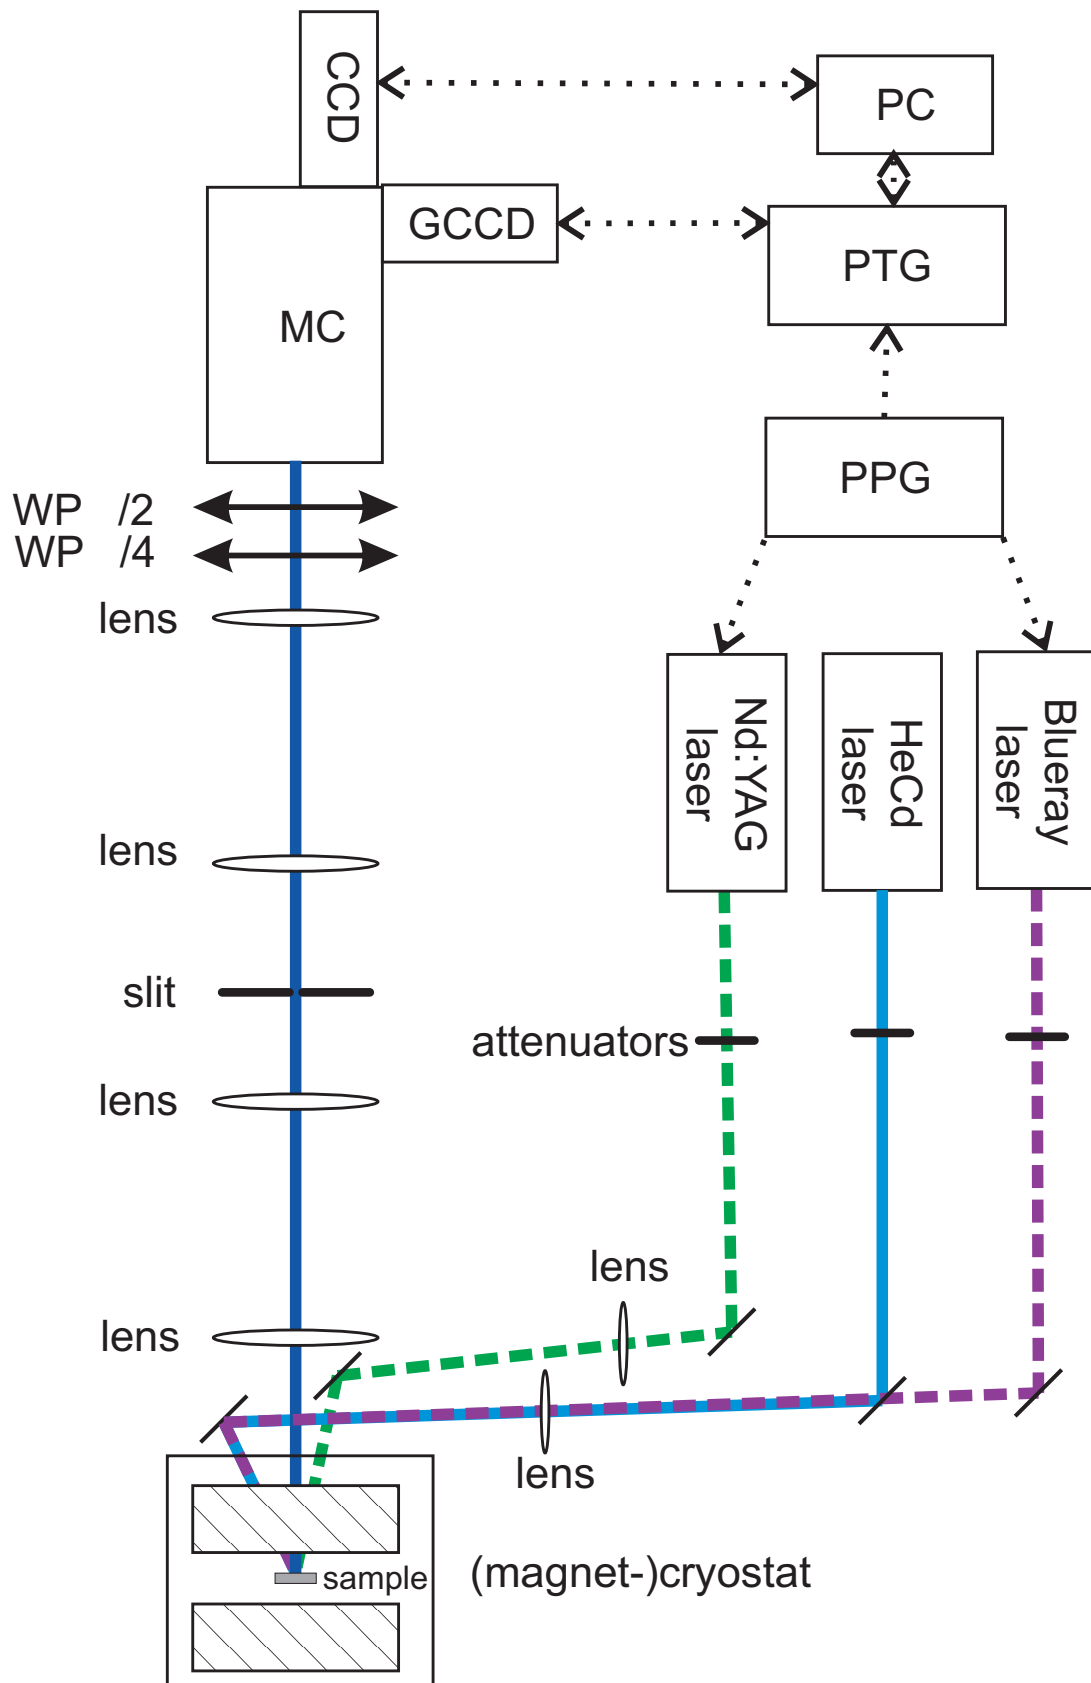 CCD
PC
GCCD
PTG
MC
PPG
WP /2
WP /4
lens
Nd:YAG
laser
HeCd
laser
Blueray
laser
lens
slit
attenuators
lens
lens
lens
lens
sample
(magnet-)cryostat